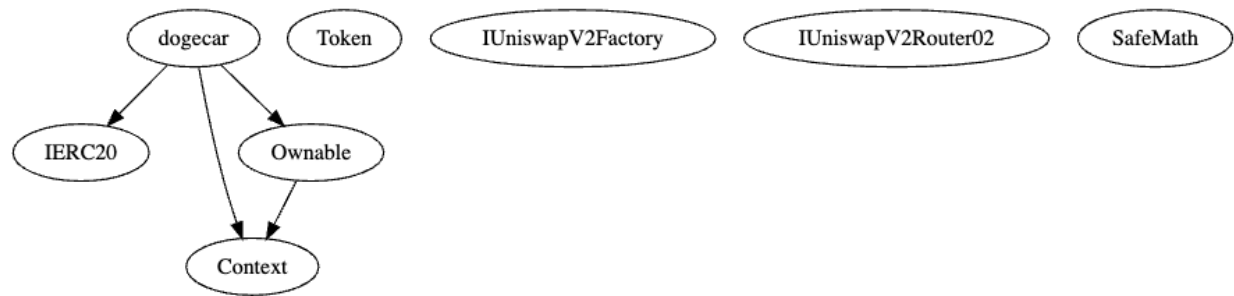 dogecar
Token
IUniswapV2Factory
IUniswapV2Router02
SafeMath
IERC20
Ownable
Context